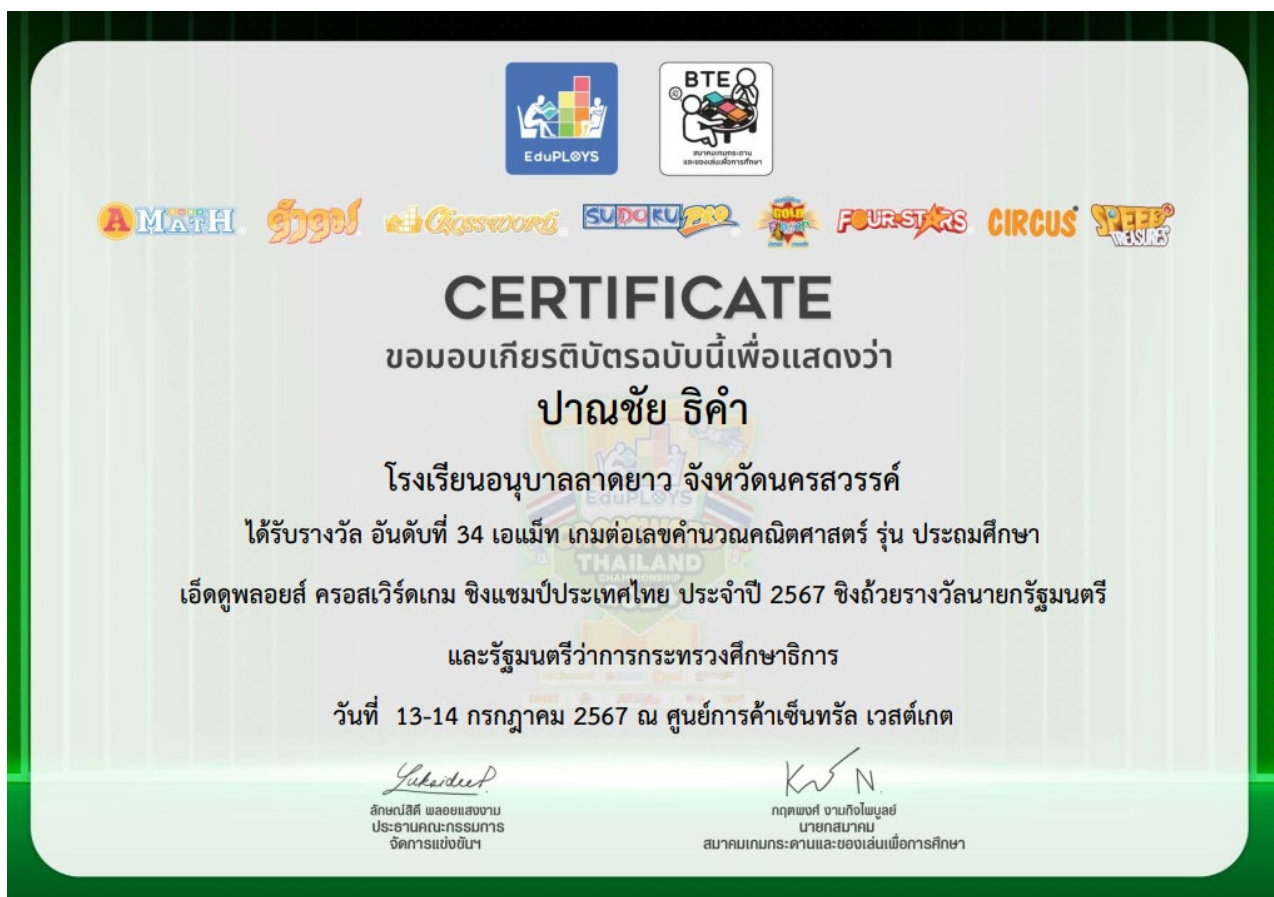 EduPLOYS
BTE
สมาคมเกมกระดาน
และของเล่นเพื่อการศึกษา
A MATH คำคม Crossword SUDOKU PRO GOLD Finger FOUR STARS CIRCUS SPEED TREASURES
CERTIFICATE
ขอมอบเกียรติบัตรฉบับนี้เพื่อแสดงว่า
ปาณชัย ธิคำ
โรงเรียนอนุบาลลาดยาว จังหวัดนครสวรรค์
EduPLOYS
ได้รับรางวัล อันดับที่ 34 เอแม็ท เกมต่อเลขคำนวณคณิตศาสตร์ รุ่น ประถมศึกษา
CROSSWORD
THAILAND
CHAMPIONSHIP
เอ็ดดูพลอยส์ ครอสเวิร์ดเกม ชิงแชมป์ประเทศไทย ประจำปี 2567 ชิงถ้วยรางวัลนายกรัฐมนตรี
และรัฐมนตรีว่าการกระทรวงศึกษาธิการ
วันที่ 13-14 กรกฎาคม 2567 ณ ศูนย์การค้าเซ็นทรัล เวสต์เกต
ลักษณ์สิดี พลอยแสงงาม
ประธานคณะกรรมการ
จัดการแข่งขันฯ
กฤตพงศ์ งามกิจไพบูลย์
นายกสมาคม
สมาคมเกมกระดานและของเล่นเพื่อการศึกษา